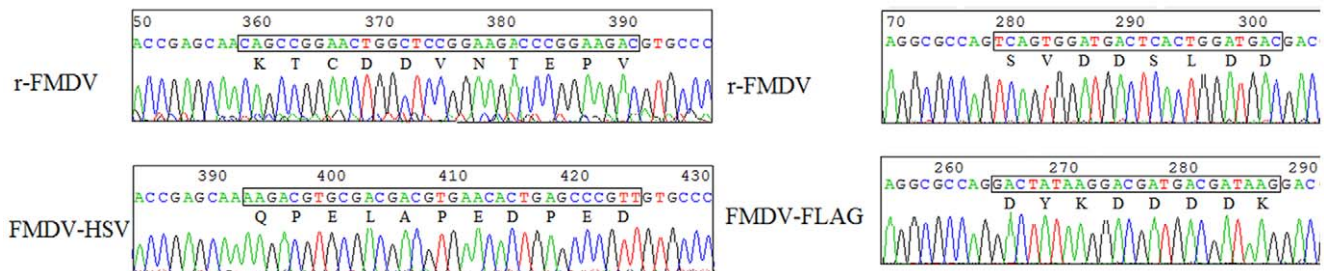 50 360 370 380 390
ACCGAGCAACAGCCGGAACTGGCTCCGGAAGACCCGGAAGACGTGCCC
K T C D D V N T E P V
r-FMDV
390 400 410 420 430
ACCGAGCAAAAGACGTGCGACGACGTGAACACTGAGCCCGTTGTGCCC
Q P E L A P E D P E D
FMDV-HSV
70 280 290 300
AGGCGCCAGTCAGTGGATGACTCACTGGATGACGAC
S V D D S L D D
r-FMDV
260 270 280 290
AGGCGCCAGGACTATAAGGACGATGACGATAAGGAC
D Y K D D D D K
FMDV-FLAG